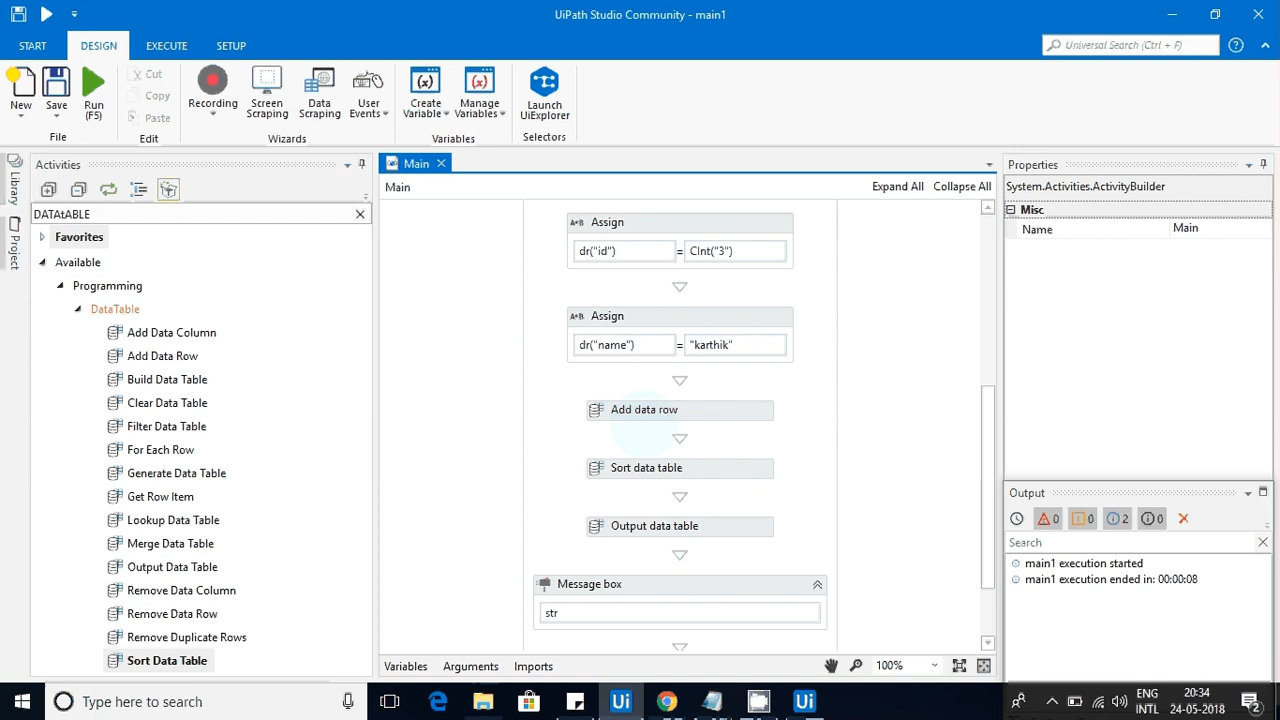 UiPath Studio Community - main1
START DESIGN EXECUTE SETUP
Universal Search (Ctrl + F)
New Save Run (F5)
Cut
Copy
Paste
Recording
Screen Scraping
Data Scraping
User Events
Create Variable
Manage Variables
Launch UiExplorer
File Edit Wizards Variables Selectors
Library
Project
Activities
DATAtABLE
Favorites
Available
Programming
DataTable
Add Data Column
Add Data Row
Build Data Table
Clear Data Table
Filter Data Table
For Each Row
Generate Data Table
Get Row Item
Lookup Data Table
Merge Data Table
Output Data Table
Remove Data Column
Remove Data Row
Remove Duplicate Rows
Sort Data Table
Main
Main Expand All Collapse All
A+B Assign
dr("id") = CInt("3")
A+B Assign
dr("name") = "karthik"
Add data row
Sort data table
Output data table
Message box
str
Variables Arguments Imports 100%
Properties
System.Activities.ActivityBuilder
Misc
Name Main
Output
0 0 2 0
Search
main1 execution started
main1 execution ended in: 00:00:08
Type here to search
Ui
Ui
ENG
INTL
20:34
24-05-2018
2